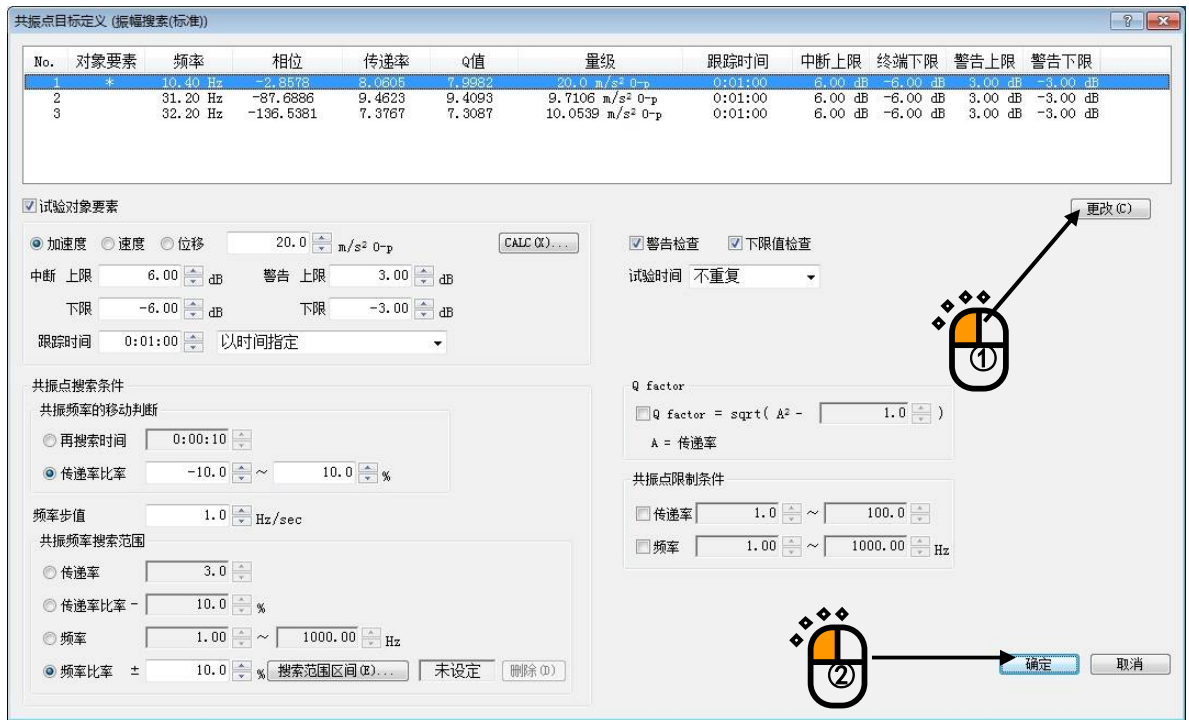 共振点目标定义 (振幅搜索(标准))
No. 对象要素 频率 相位 传递率 Q值 量级 跟踪时间 中断上限 终端下限 警告上限 警告下限
1 * 10.40 Hz -2.8578 8.0605 7.9982 20.0 m/s² 0-p 0:01:00 6.00 dB -6.00 dB 3.00 dB -3.00 dB
2 31.20 Hz -87.6886 9.4623 9.4093 9.7106 m/s² 0-p 0:01:00 6.00 dB -6.00 dB 3.00 dB -3.00 dB
3 32.20 Hz -136.5381 7.3767 7.3087 10.0539 m/s² 0-p 0:01:00 6.00 dB -6.00 dB 3.00 dB -3.00 dB
试验对象要素
更改(C)
加速度 速度 位移 20.0 m/s² 0-p CALC(X)...
警告检查 下限值检查
中断 上限 6.00 dB 警告 上限 3.00 dB
试验时间 不重复
下限 -6.00 dB 下限 -3.00 dB
跟踪时间 0:01:00 以时间指定
①
共振点搜索条件
共振频率的移动判断
再搜索时间 0:00:10
传递率比率 -10.0 ~ 10.0 %
Q factor
Q factor = sqrt( A² - 1.0 )
A = 传递率
频率步值 1.0 Hz/sec
共振点限制条件
传递率 1.0 ~ 100.0
频率 1.00 ~ 1000.00 Hz
共振频率搜索范围
传递率 3.0
传递率比率 - 10.0 %
频率 1.00 ~ 1000.00 Hz
频率比率 ± 10.0 % 搜索范围区间(E)... 未设定 删除(D)
②
确定 取消